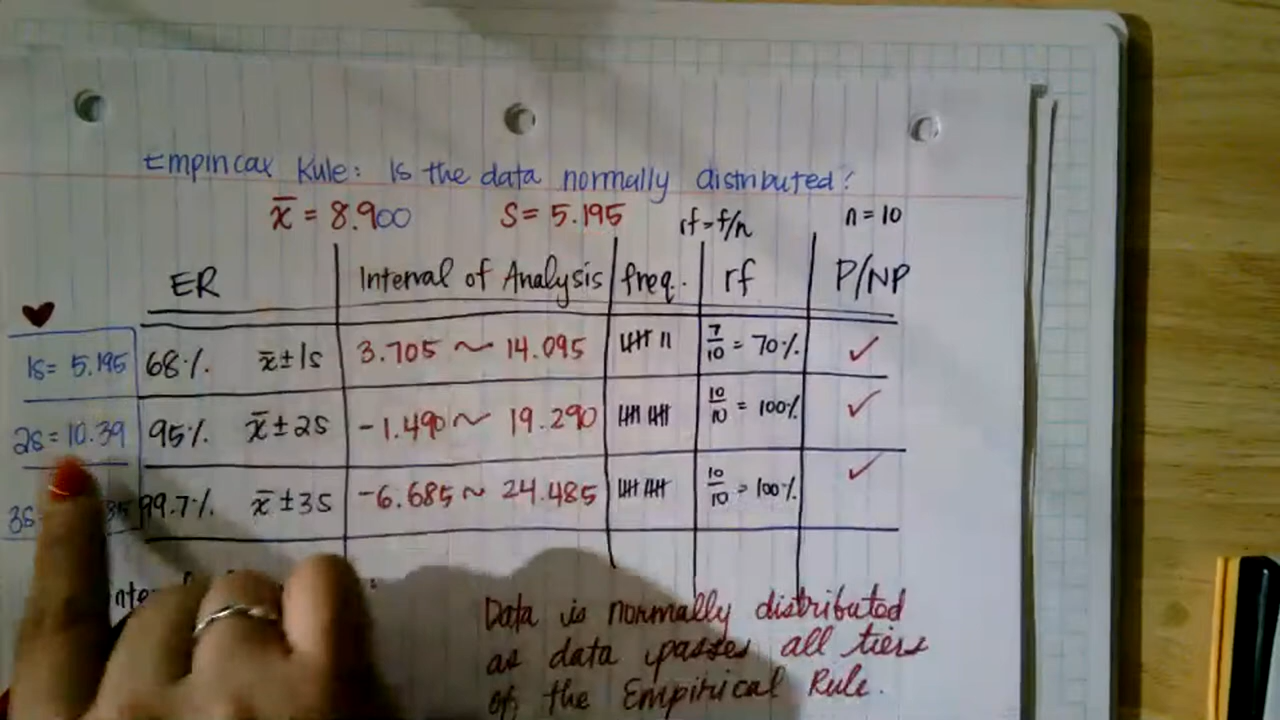 Empirical Rule: Is the data normally distributed?
x̄ = 8.900 S = 5.195 rf = f/n n = 10
ER Interval of Analysis freq. rf P/NP
1s = 5.195 68% x̄ ± 1s 3.705 ~ 14.095 𝍸 || 7/10 = 70% ✓
2s = 10.39 95% x̄ ± 2s -1.490 ~ 19.290 𝍸 𝍸 10/10 = 100% ✓
3s 99.7% x̄ ± 3s -6.685 ~ 24.485 𝍸 𝍸 10/10 = 100% ✓
Data is normally distributed
as data passes all tiers
of the Empirical Rule.